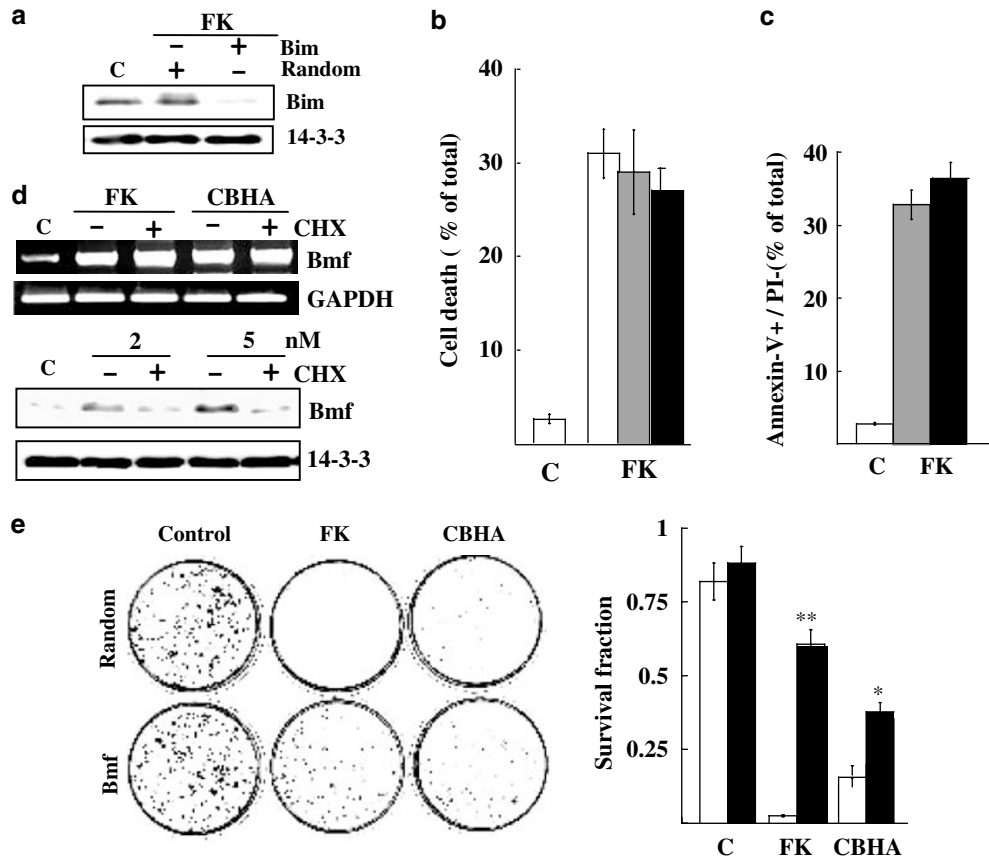 a
FK
− + Bim
C + − Random
Bim
14-3-3
b
Cell death ( % of total)
40
30
20
10
C FK
c
Annexin-V+ / PI-(% of total)
40
30
20
10
C FK
d
FK CBHA
C − + − + CHX
Bmf
GAPDH
2 5 nM
C − + − + CHX
Bmf
14-3-3
e
Control FK CBHA
Random
Bmf
Survival fraction
1
0.75
0.5
0.25
**
*
C FK CBHA